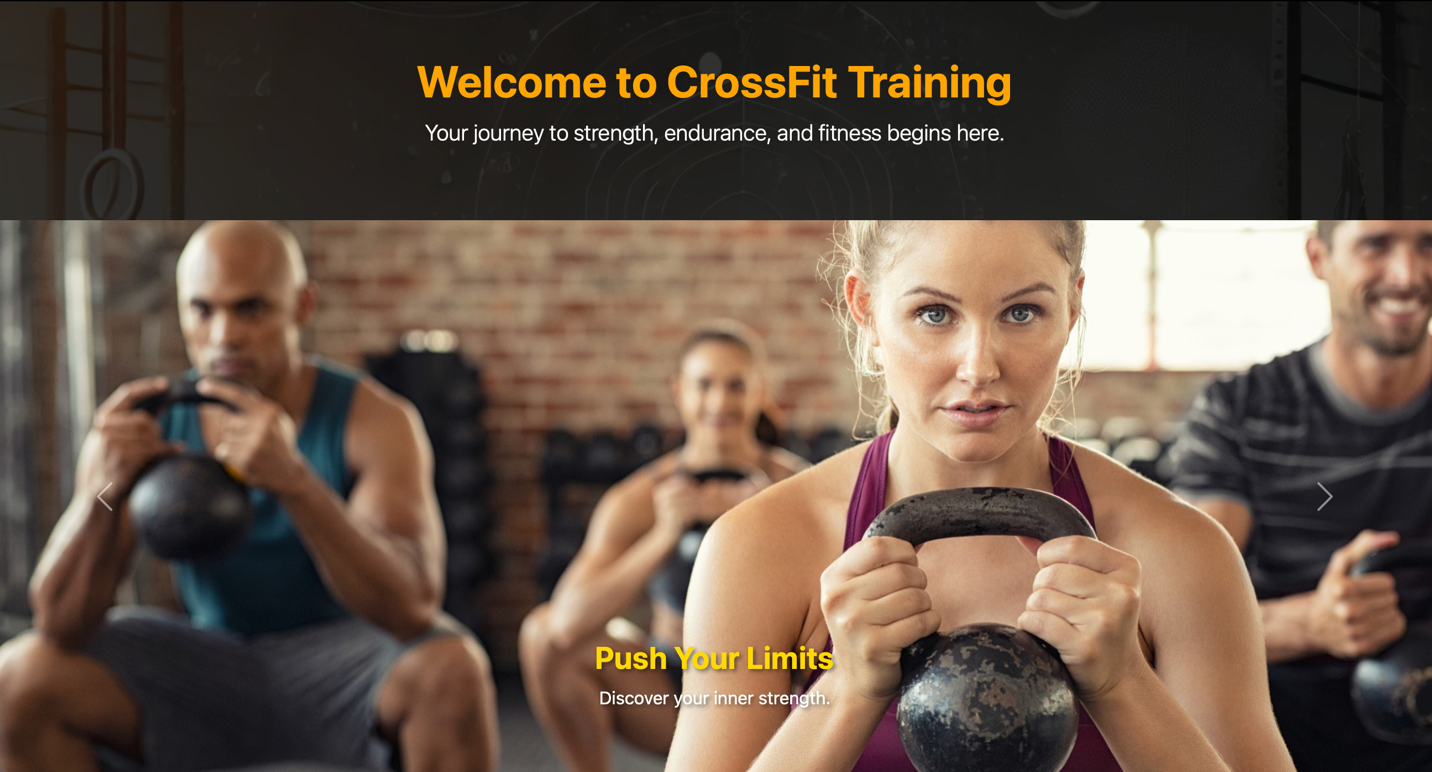 Welcome to CrossFit Training
Your journey to strength, endurance, and fitness begins here.
Push Your Limits
Discover your inner strength.